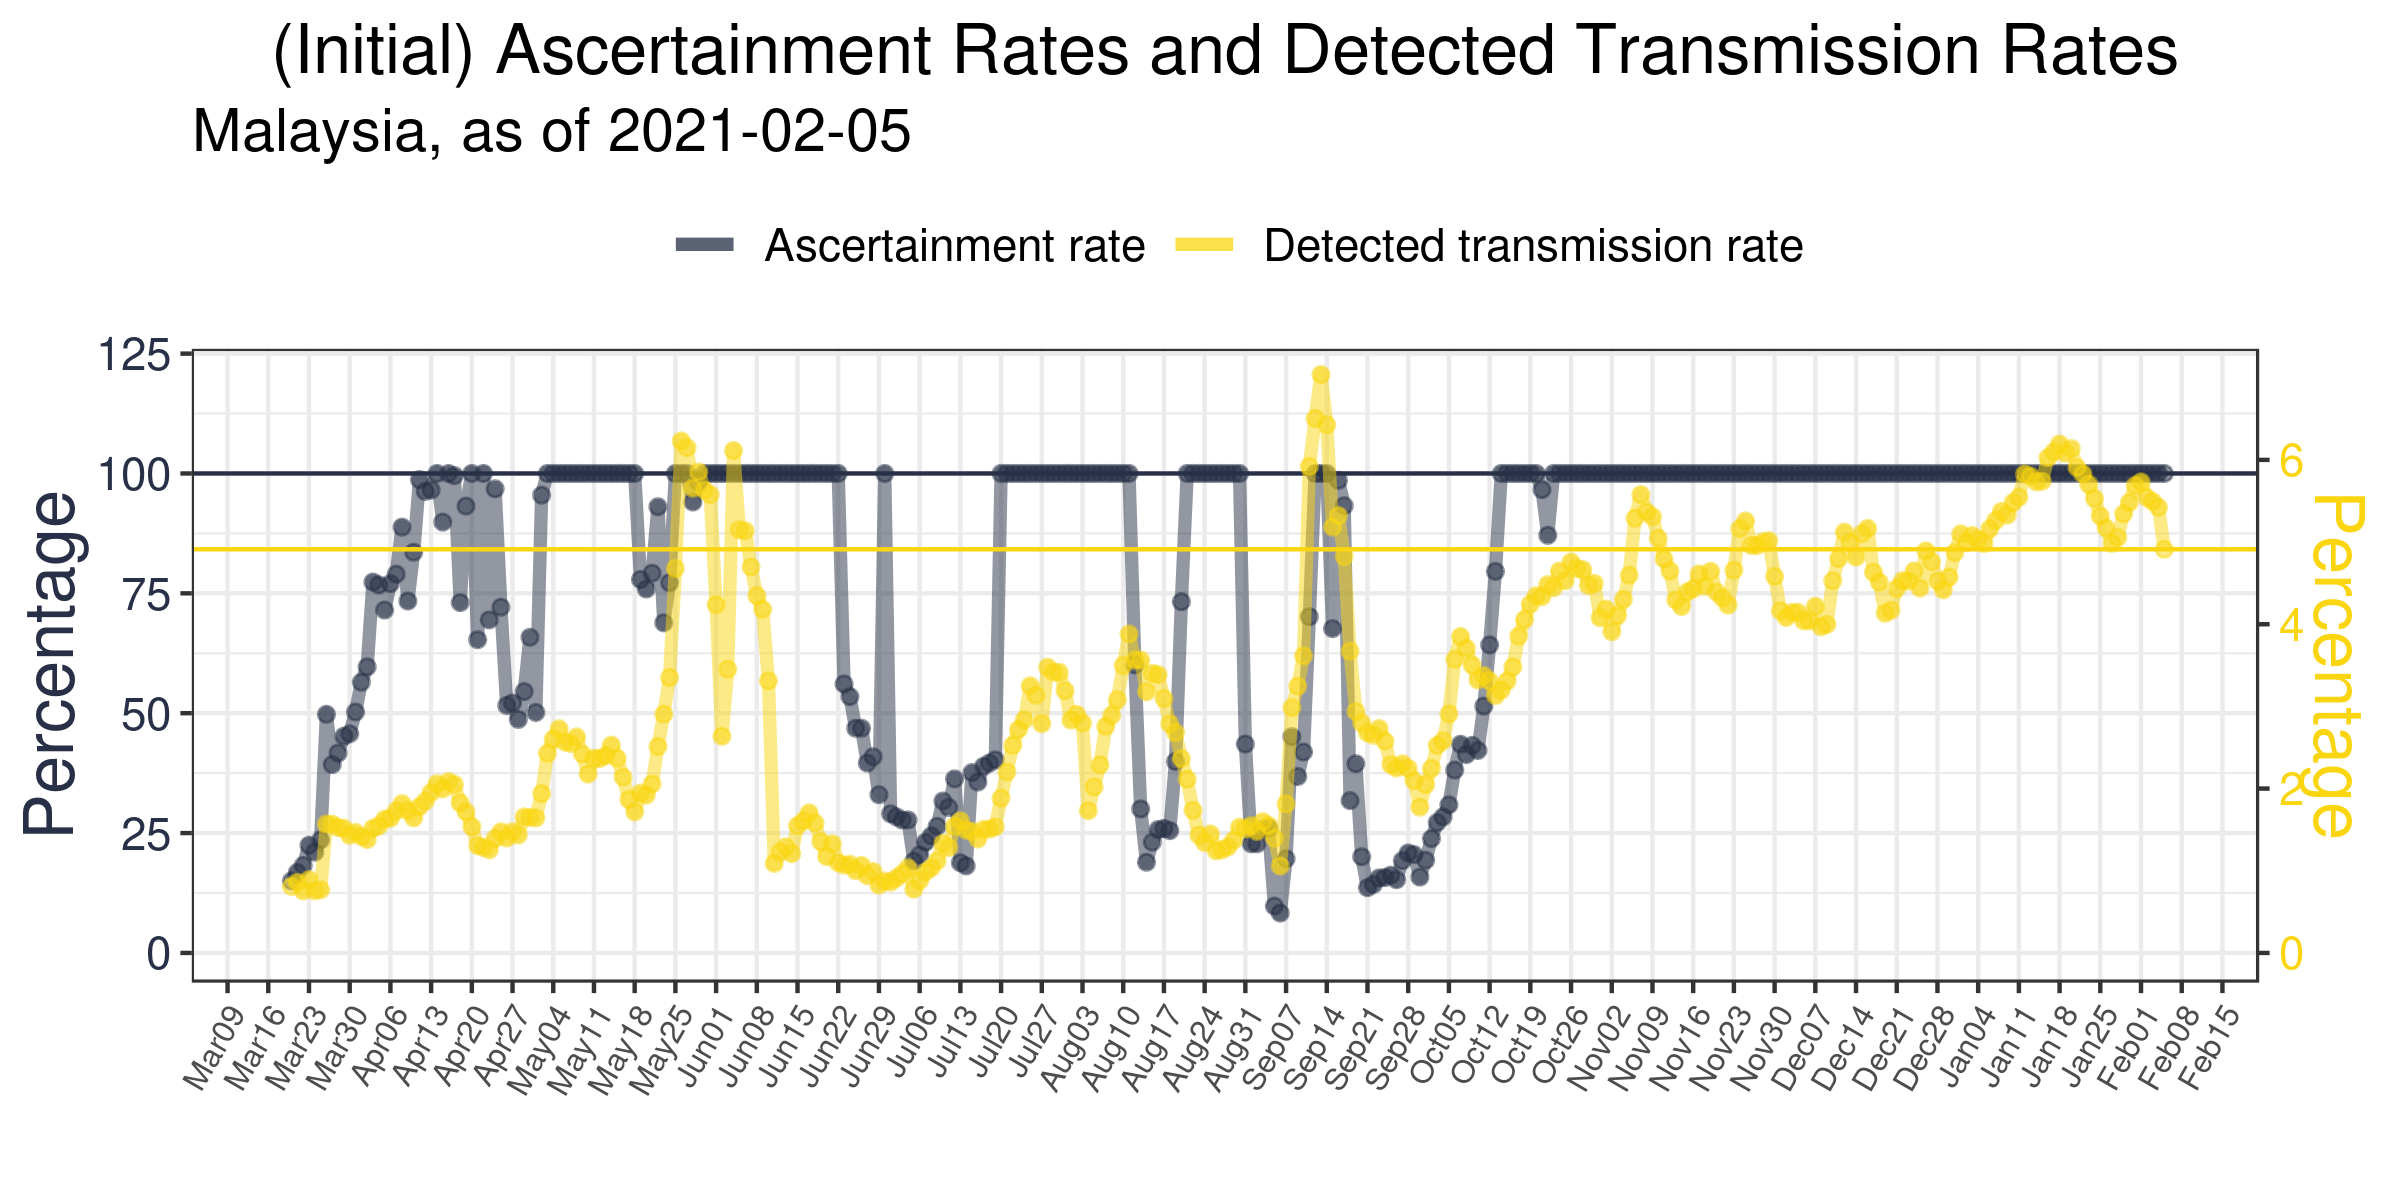 (Initial) Ascertainment Rates and Detected Transmission Rates
Malaysia, as of 2021-02-05
Ascertainment rate
Detected transmission rate
125
100
75
50
25
0
Percentage
6
4
2
0
Percentage
Mar09
Mar16
Mar23
Mar30
Apr06
Apr13
Apr20
Apr27
May04
May11
May18
May25
Jun01
Jun08
Jun15
Jun22
Jun29
Jul06
Jul13
Jul20
Jul27
Aug03
Aug10
Aug17
Aug24
Aug31
Sep07
Sep14
Sep21
Sep28
Oct05
Oct12
Oct19
Oct26
Nov02
Nov09
Nov16
Nov23
Nov30
Dec07
Dec14
Dec21
Dec28
Jan04
Jan11
Jan18
Jan25
Feb01
Feb08
Feb15